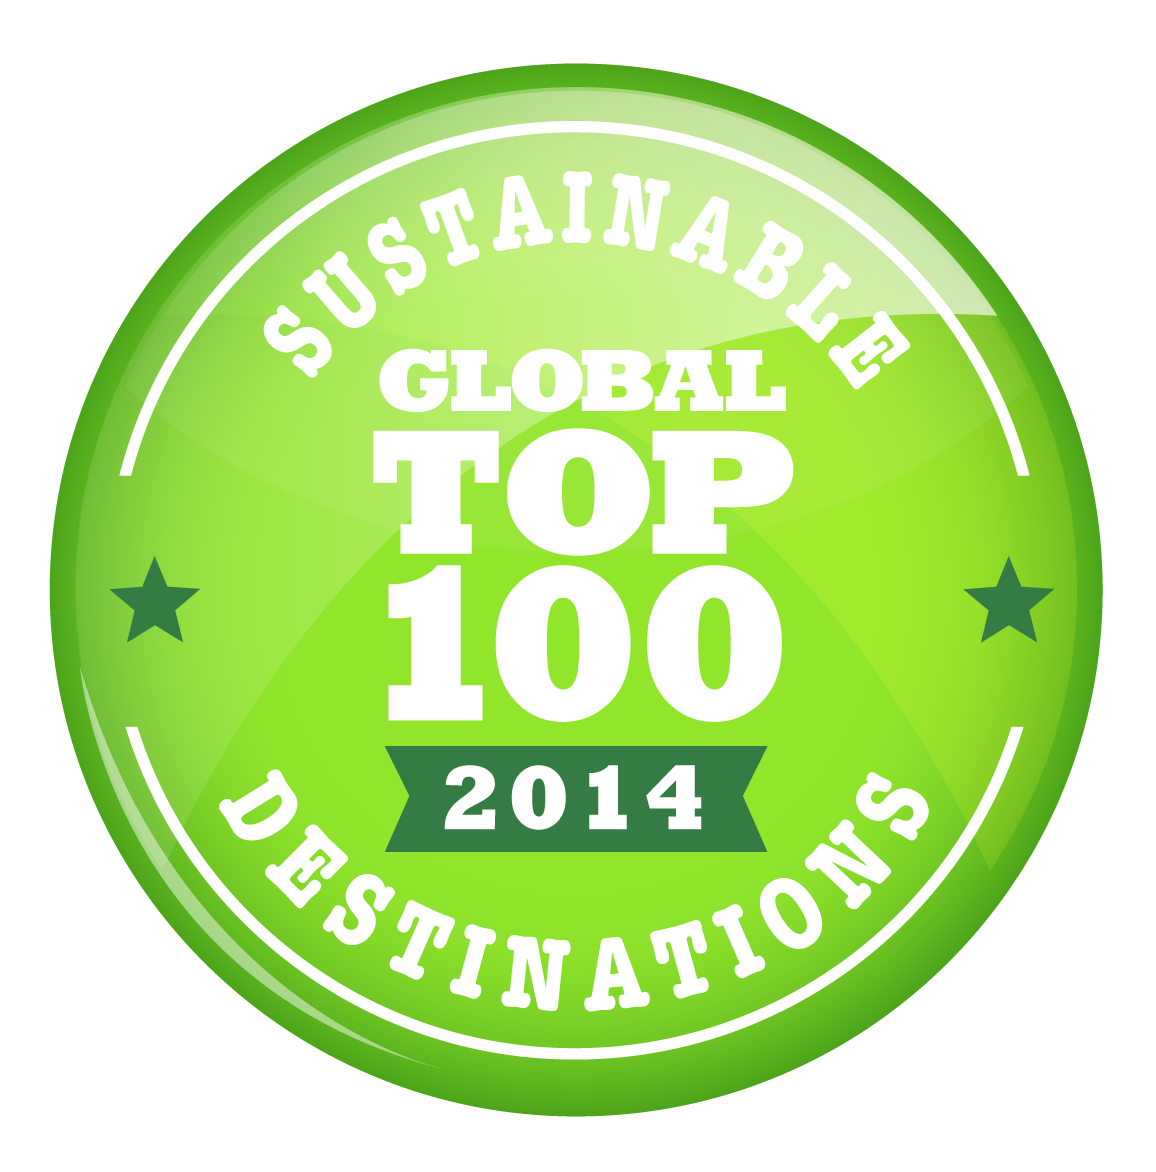 SUSTAINABLE
GLOBAL
TOP
100
2014
DESTINATIONS